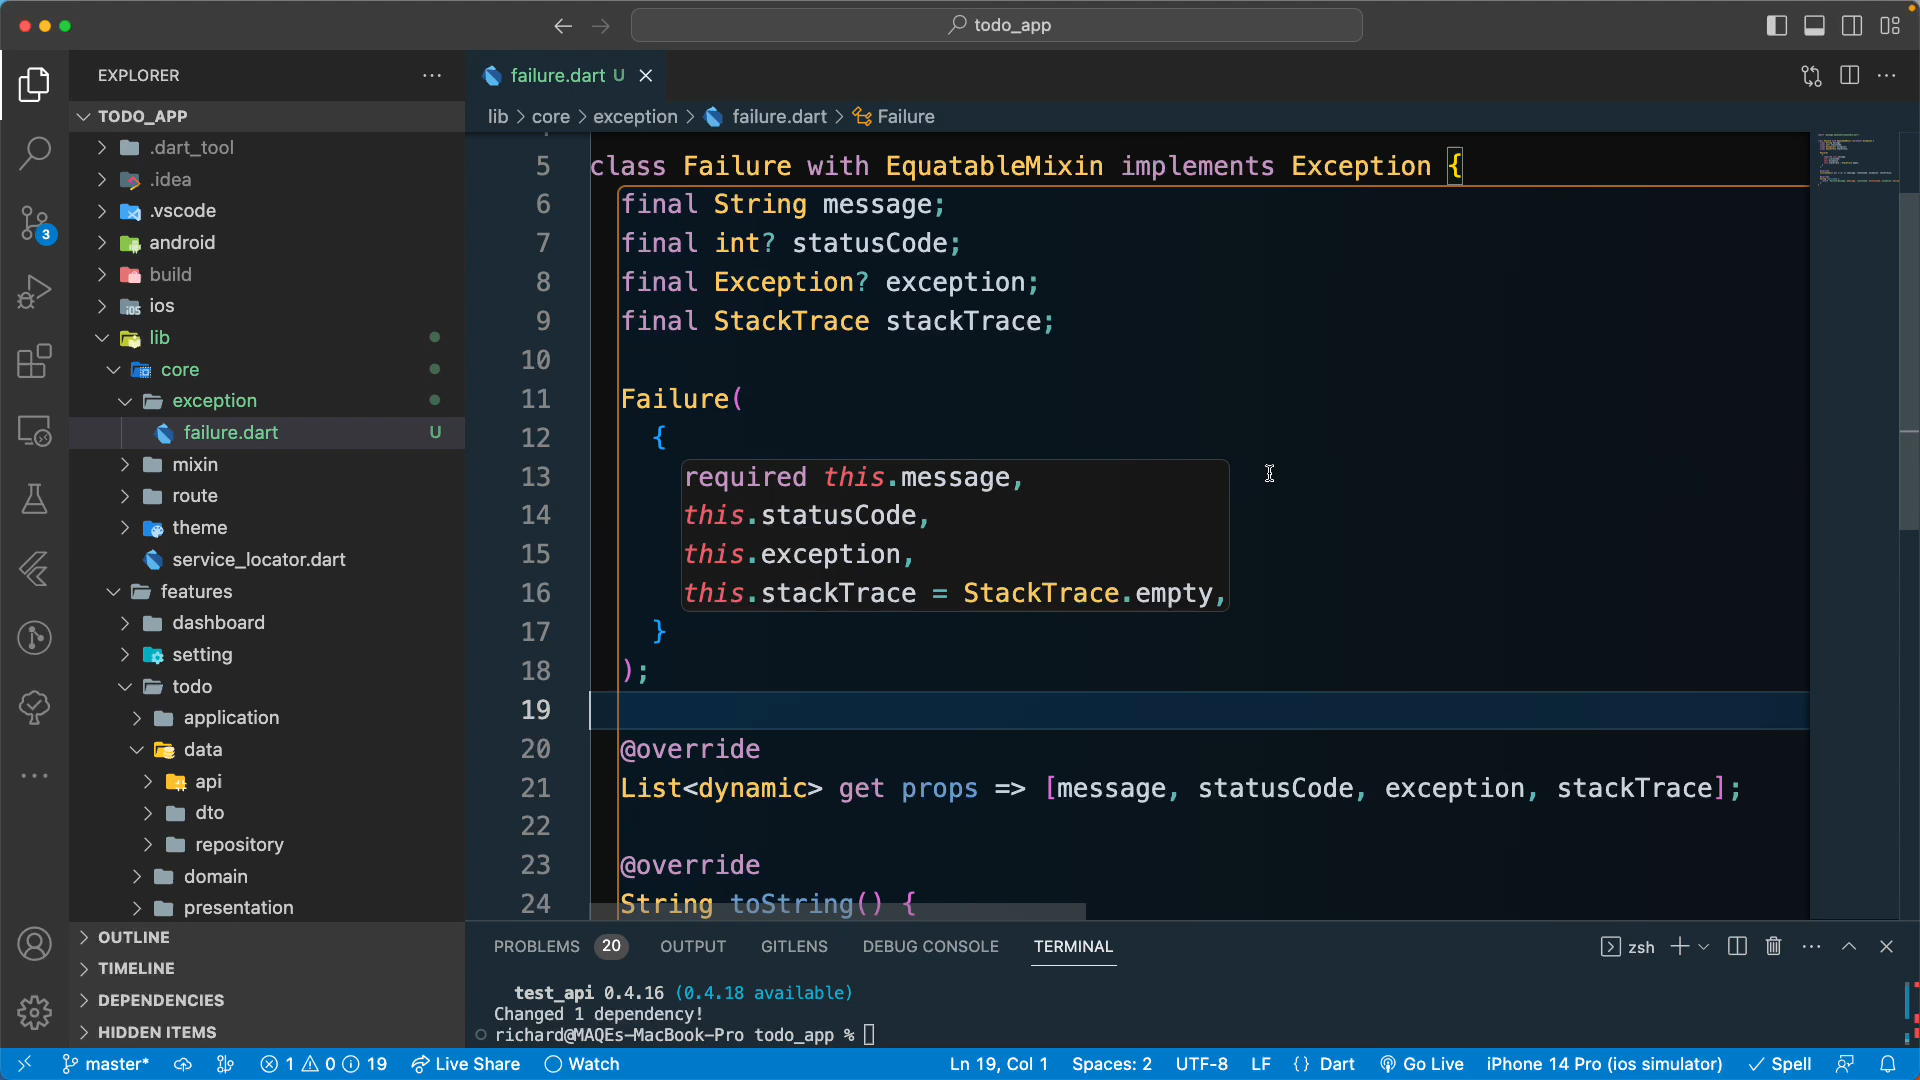 todo_app
EXPLORER
TODO_APP
.dart_tool
.idea
.vscode
android
build
ios
lib
core
exception
failure.dart U
mixin
route
theme
service_locator.dart
features
dashboard
setting
todo
application
data
api
dto
repository
domain
presentation
OUTLINE
TIMELINE
DEPENDENCIES
HIDDEN ITEMS
3
failure.dart U
lib > core > exception > failure.dart > Failure
5 class Failure with EquatableMixin implements Exception {
6 final String message;
7 final int? statusCode;
8 final Exception? exception;
9 final StackTrace stackTrace;
10
11 Failure(
12 {
13 required this.message,
14 this.statusCode,
15 this.exception,
16 this.stackTrace = StackTrace.empty,
17 }
18 );
19
20 @override
21 List<dynamic> get props => [message, statusCode, exception, stackTrace];
22
23 @override
24 String toString() {
PROBLEMS 20 OUTPUT GITLENS DEBUG CONSOLE TERMINAL zsh
test_api 0.4.16 (0.4.18 available)
Changed 1 dependency!
richard@MAQEs-MacBook-Pro todo_app %
master* 1 0 19 Live Share Watch Ln 19, Col 1 Spaces: 2 UTF-8 LF {} Dart Go Live iPhone 14 Pro (ios simulator) Spell